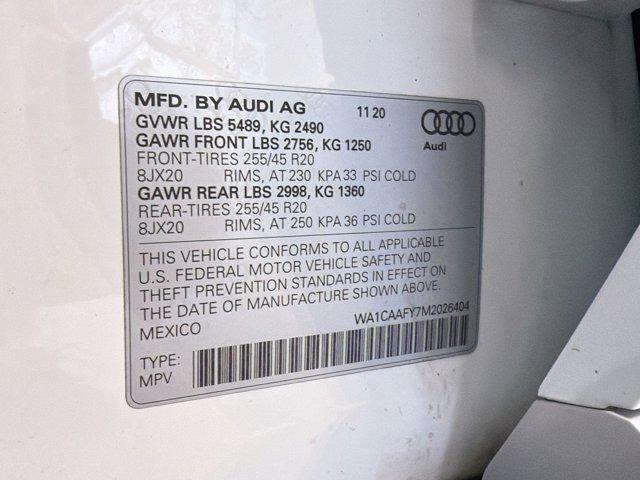 MFD. BY AUDI AG 11 20
GVWR LBS 5489, KG 2490
GAWR FRONT LBS 2756, KG 1250
FRONT-TIRES 255/45 R20
8JX20 RIMS, AT 230 KPA 33 PSI COLD
GAWR REAR LBS 2998, KG 1360
REAR-TIRES 255/45 R20
8JX20 RIMS, AT 250 KPA 36 PSI COLD
Audi
THIS VEHICLE CONFORMS TO ALL APPLICABLE
U.S. FEDERAL MOTOR VEHICLE SAFETY AND
THEFT PREVENTION STANDARDS IN EFFECT ON
THE DATE OF MANUFACTURE SHOWN ABOVE.
MEXICO WA1CAAFY7M2026404
TYPE:
MPV